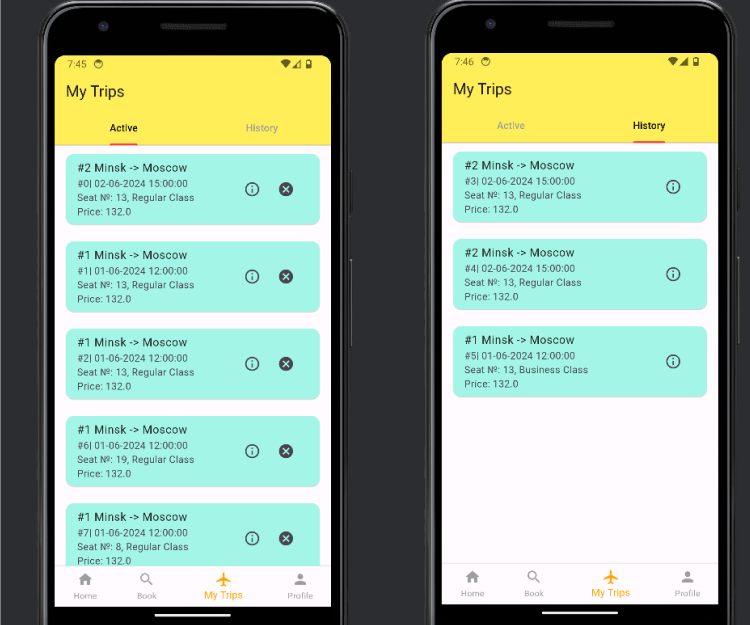 7:45
My Trips
Active History
#2 Minsk -> Moscow
#0| 02-06-2024 15:00:00
Seat №: 13, Regular Class
Price: 132.0
#1 Minsk -> Moscow
#1| 01-06-2024 12:00:00
Seat №: 13, Regular Class
Price: 132.0
#1 Minsk -> Moscow
#2| 01-06-2024 12:00:00
Seat №: 13, Regular Class
Price: 132.0
#1 Minsk -> Moscow
#6| 01-06-2024 12:00:00
Seat №: 19, Regular Class
Price: 132.0
#1 Minsk -> Moscow
#7| 01-06-2024 12:00:00
Seat №: 8, Regular Class
Price: 132.0
Home Book My Trips Profile
7:46
My Trips
Active History
#2 Minsk -> Moscow
#3| 02-06-2024 15:00:00
Seat №: 13, Regular Class
Price: 132.0
#2 Minsk -> Moscow
#4| 02-06-2024 15:00:00
Seat №: 13, Regular Class
Price: 132.0
#1 Minsk -> Moscow
#5| 01-06-2024 12:00:00
Seat №: 13, Business Class
Price: 132.0
Home Book My Trips Profile